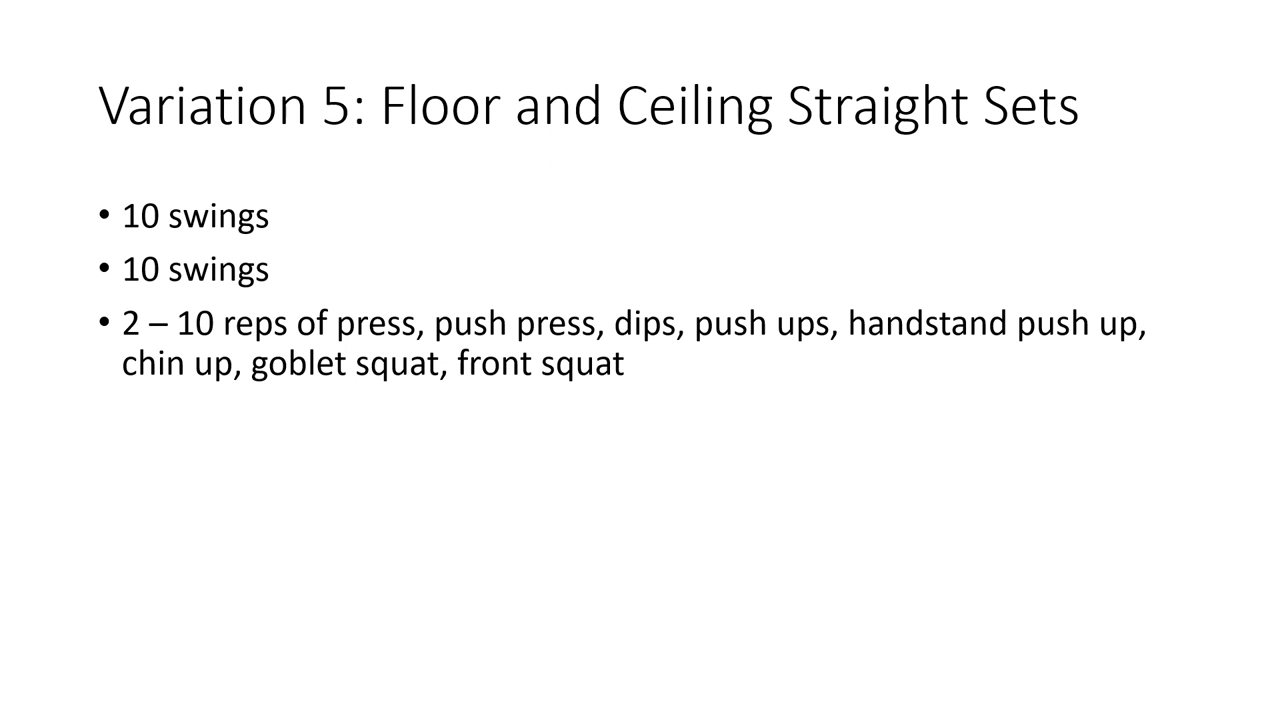 Variation 5: Floor and Ceiling Straight Sets
• 10 swings
• 10 swings
• 2 – 10 reps of press, push press, dips, push ups, handstand push up,
chin up, goblet squat, front squat